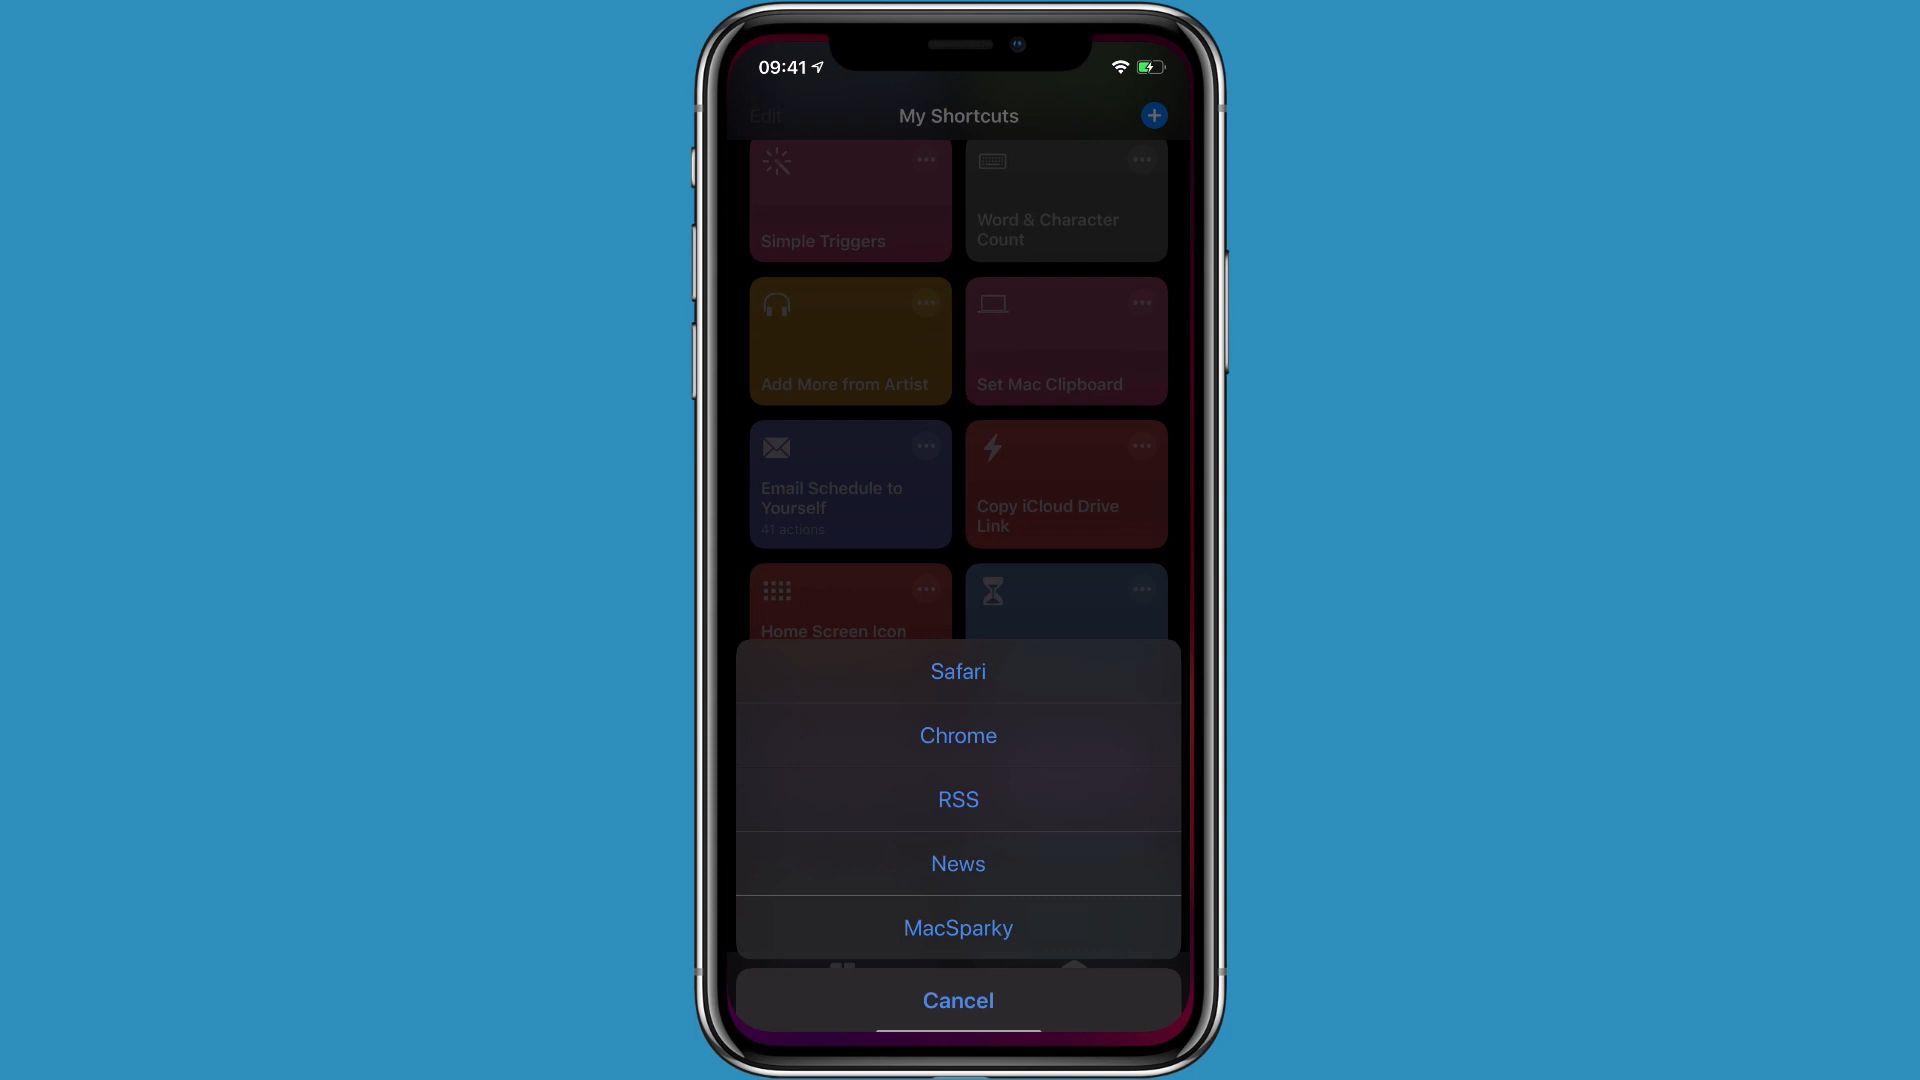 09:41
Edit
My Shortcuts
Simple Triggers
Word & Character
Count
Add More from Artist
Set Mac Clipboard
Email Schedule to
Yourself
41 actions
Copy iCloud Drive
Link
Home Screen Icon
Safari
Chrome
RSS
News
MacSparky
Cancel